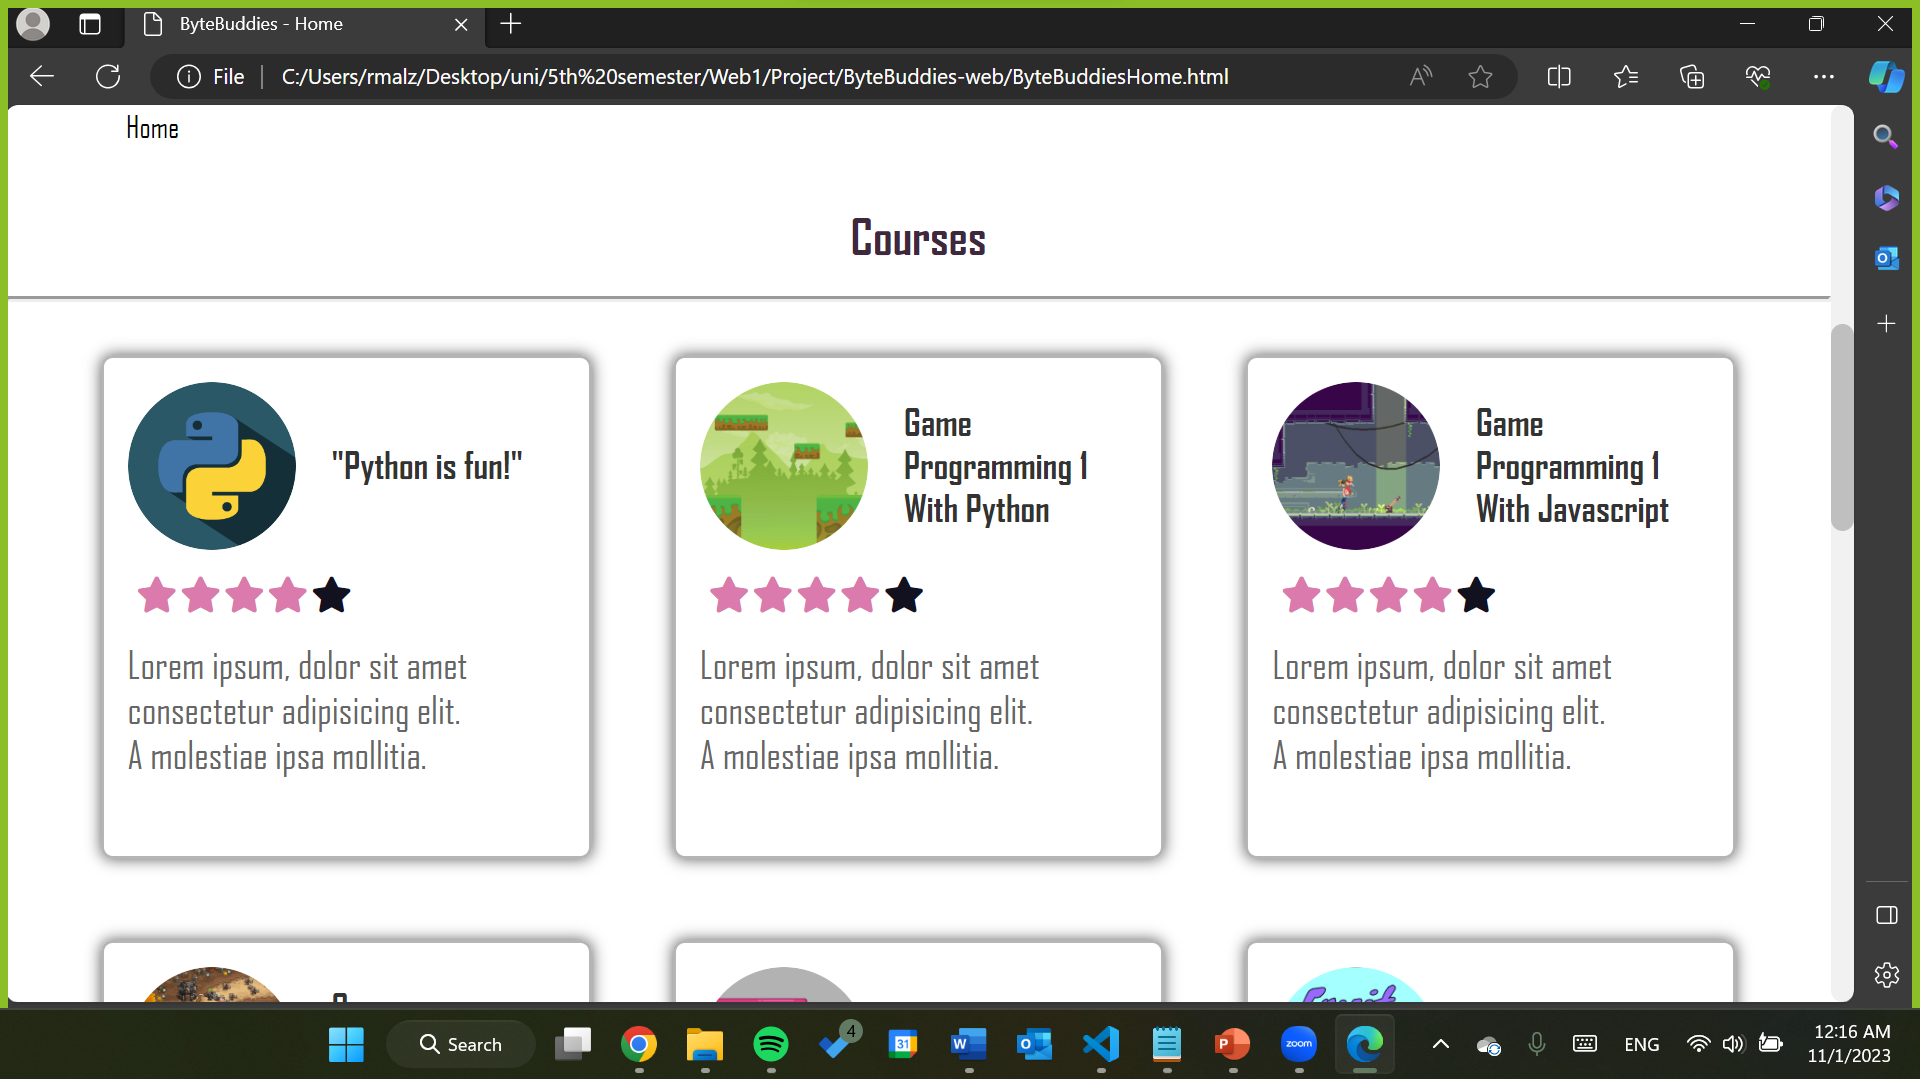 ByteBuddies - Home
File
C:/Users/rmalz/Desktop/uni/5th%20semester/Web1/Project/ByteBuddies-web/ByteBuddiesHome.html
Home
Courses
"Python is fun!"
Lorem ipsum, dolor sit amet
consectetur adipisicing elit.
A molestiae ipsa mollitia.
Game
Programming 1
With Python
Lorem ipsum, dolor sit amet
consectetur adipisicing elit.
A molestiae ipsa mollitia.
Game
Programming 1
With Javascript
Lorem ipsum, dolor sit amet
consectetur adipisicing elit.
A molestiae ipsa mollitia.
Search
4
31
W
O
P
zoom
ENG
12:16 AM
11/1/2023